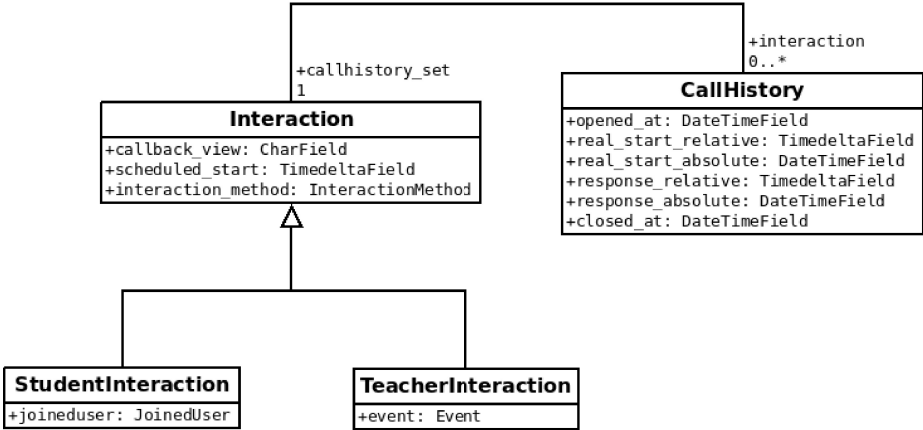 +interaction
0..*
+callhistory_set
1
CallHistory
+opened_at: DateTimeField
+real_start_relative: TimedeltaField
+real_start_absolute: DateTimeField
+response_relative: TimedeltaField
+response_absolute: DateTimeField
+closed_at: DateTimeField
Interaction
+callback_view: CharField
+scheduled_start: TimedeltaField
+interaction_method: InteractionMethod
StudentInteraction
+joineduser: JoinedUser
TeacherInteraction
+event: Event